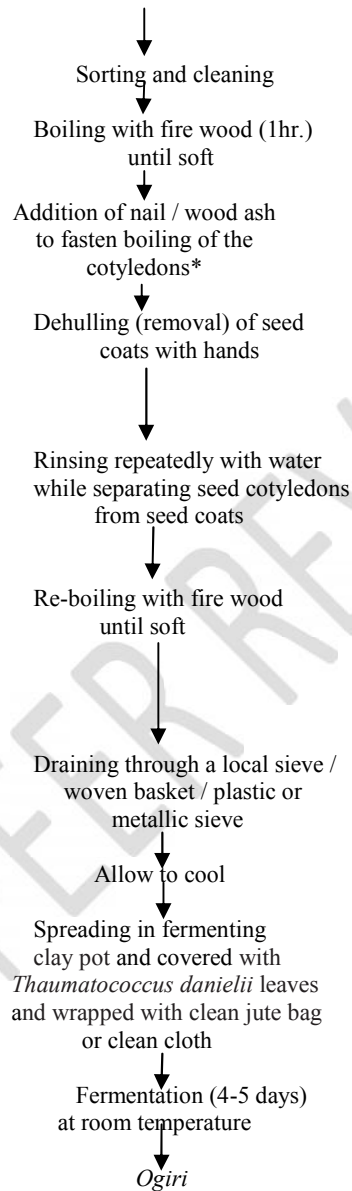 Sorting and cleaning
Boiling with fire wood (1hr.)
until soft
Addition of nail / wood ash
to fasten boiling of the
cotyledons*
Dehulling (removal) of seed
coats with hands
Rinsing repeatedly with water
while separating seed cotyledons
from seed coats
Re-boiling with fire wood
until soft
Draining through a local sieve /
woven basket / plastic or
metallic sieve
Allow to cool
Spreading in fermenting
clay pot and covered with
Thaumatococcus danielii leaves
and wrapped with clean jute bag
or clean cloth
Fermentation (4-5 days)
at room temperature
Ogiri